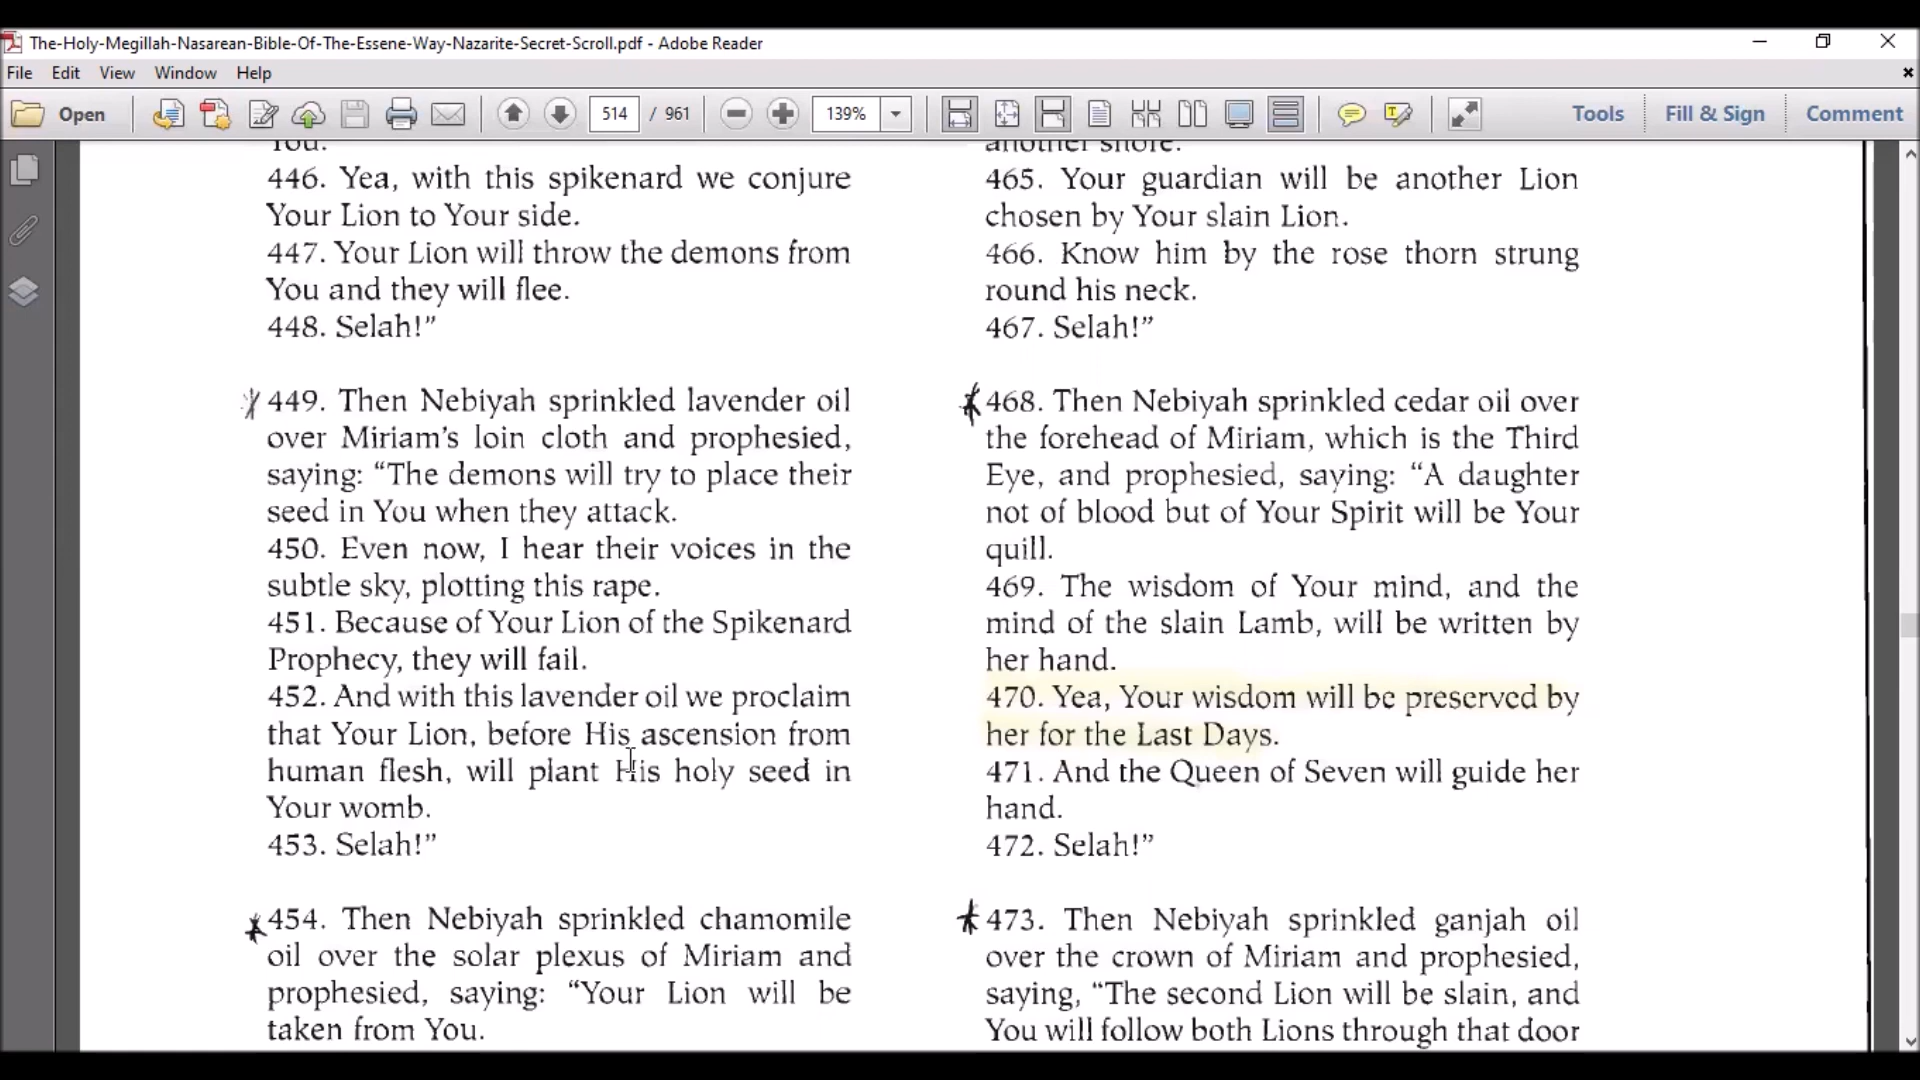 The-Holy-Megillah-Nasarean-Bible-Of-The-Essene-Way-Nazarite-Secret-Scroll.pdf - Adobe Reader
File Edit View Window Help
Open 514 / 961 139% Tools Fill & Sign Comment
You.
446. Yea, with this spikenard we conjure
Your Lion to Your side.
447. Your Lion will throw the demons from
You and they will flee.
448. Selah!”
449. Then Nebiyah sprinkled lavender oil
over Miriam’s loin cloth and prophesied,
saying: “The demons will try to place their
seed in You when they attack.
450. Even now, I hear their voices in the
subtle sky, plotting this rape.
451. Because of Your Lion of the Spikenard
Prophecy, they will fail.
452. And with this lavender oil we proclaim
that Your Lion, before His ascension from
human flesh, will plant His holy seed in
Your womb.
453. Selah!”
454. Then Nebiyah sprinkled chamomile
oil over the solar plexus of Miriam and
prophesied, saying: “Your Lion will be
taken from You.
another shore.
465. Your guardian will be another Lion
chosen by Your slain Lion.
466. Know him by the rose thorn strung
round his neck.
467. Selah!”
468. Then Nebiyah sprinkled cedar oil over
the forehead of Miriam, which is the Third
Eye, and prophesied, saying: “A daughter
not of blood but of Your Spirit will be Your
quill.
469. The wisdom of Your mind, and the
mind of the slain Lamb, will be written by
her hand.
470. Yea, Your wisdom will be preserved by
her for the Last Days.
471. And the Queen of Seven will guide her
hand.
472. Selah!”
473. Then Nebiyah sprinkled ganjah oil
over the crown of Miriam and prophesied,
saying, “The second Lion will be slain, and
You will follow both Lions through that door